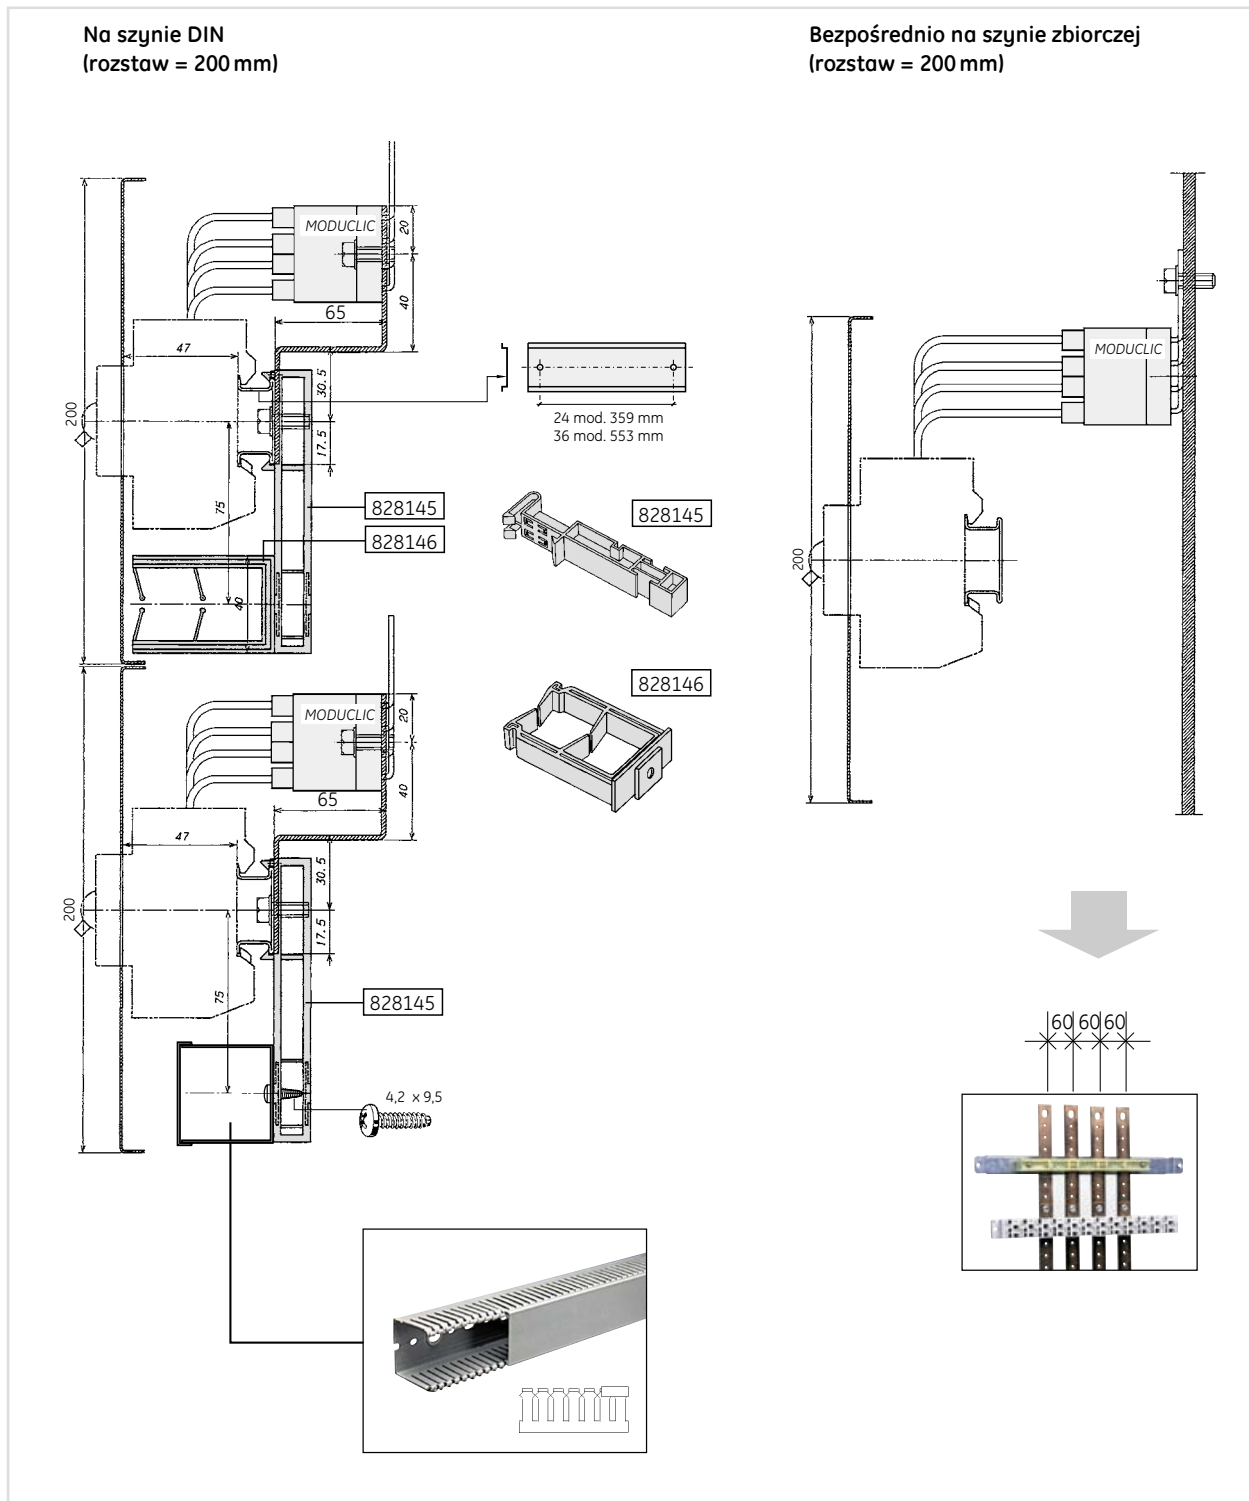 Na szynie DIN
(rozstaw = 200 mm)
Bezpośrednio na szynie zbiorczej
(rozstaw = 200 mm)
MODUCLIC
20
40
65
47
30.5
17.5
200
75
40
24 mod. 359 mm
36 mod. 553 mm
828145
828146
828145
828146
MODUCLIC
20
40
65
47
30.5
17.5
200
75
828145
4,2 x 9,5
MODUCLIC
200
60 60 60